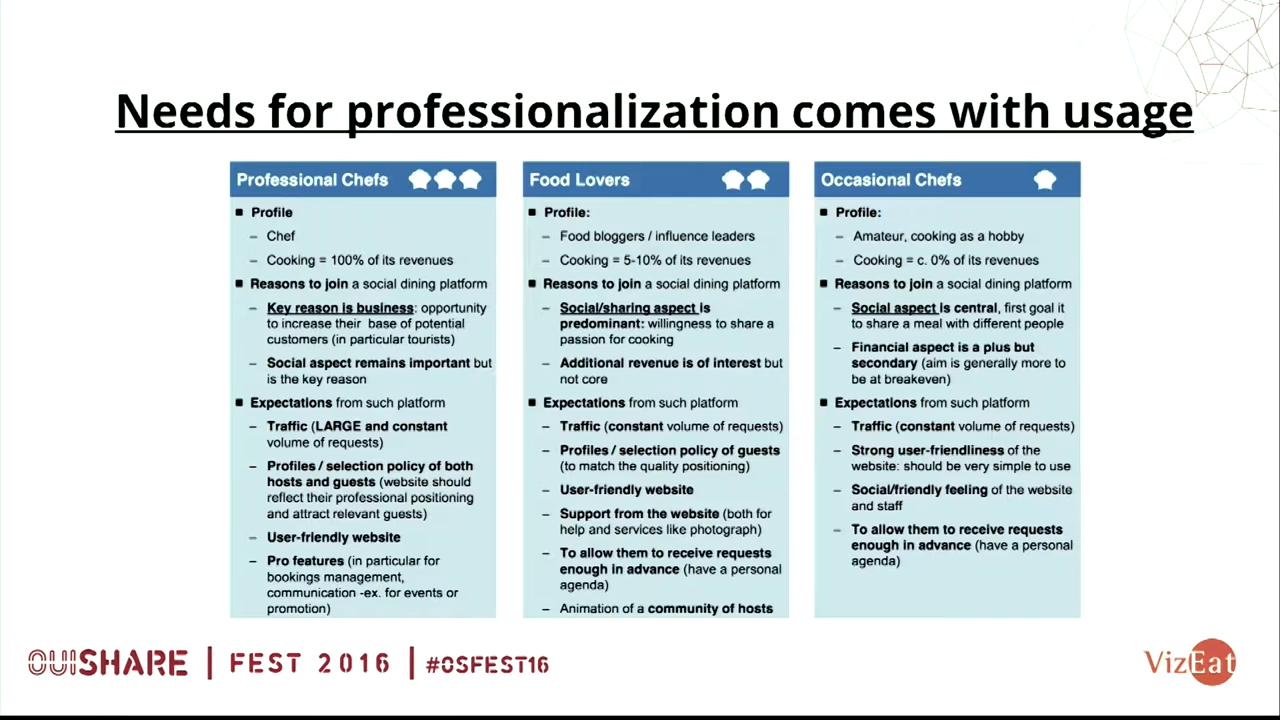 Needs for professionalization comes with usage
Professional Chefs
■ Profile
– Chef
– Cooking = 100% of its revenues
■ Reasons to join a social dining platform
– Key reason is business: opportunity
to increase their base of potential
customers (in particular tourists)
– Social aspect remains important but
is the key reason
■ Expectations from such platform
– Traffic (LARGE and constant
volume of requests)
– Profiles / selection policy of both
hosts and guests (website should
reflect their professional positioning
and attract relevant guests)
– User-friendly website
– Pro features (in particular for
bookings management,
communication -ex. for events or
promotion)
Food Lovers
■ Profile:
– Food bloggers / influence leaders
– Cooking = 5-10% of its revenues
■ Reasons to join a social dining platform
– Social/sharing aspect is
predominant: willingness to share a
passion for cooking
– Additional revenue is of interest but
not core
■ Expectations from such platform
– Traffic (constant volume of requests)
– Profiles / selection policy of guests
(to match the quality positioning)
– User-friendly website
– Support from the website (both for
help and services like photograph)
– To allow them to receive requests
enough in advance (have a personal
agenda)
– Animation of a community of hosts
Occasional Chefs
■ Profile:
– Amateur, cooking as a hobby
– Cooking = c. 0% of its revenues
■ Reasons to join a social dining platform
– Social aspect is central, first goal it
to share a meal with different people
– Financial aspect is a plus but
secondary (aim is generally more to
be at breakeven)
■ Expectations from such platform
– Traffic (constant volume of requests)
– Strong user-friendliness of the
website: should be very simple to use
– Social/friendly feeling of the website
and staff
– To allow them to receive requests
enough in advance (have a personal
agenda)
OUISHARE | FEST 2016 | #OSFEST16
VizEat